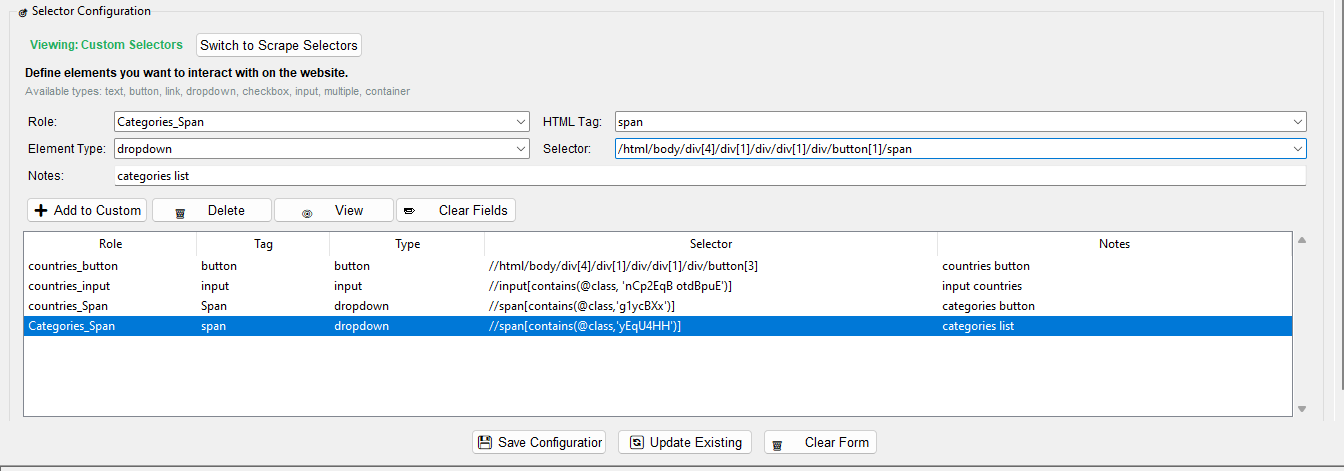 Selector Configuration
Viewing: Custom Selectors Switch to Scrape Selectors
Define elements you want to interact with on the website.
Available types: text, button, link, dropdown, checkbox, input, multiple, container
Role: Categories_Span HTML Tag: span
Element Type: dropdown Selector: /html/body/div[4]/div[1]/div/div[1]/div/button[1]/span
Notes: categories list
Add to Custom Delete View Clear Fields
Role Tag Type Selector Notes
countries_button button button //html/body/div[4]/div[1]/div/div[1]/div/button[3] countries button
countries_input input input //input[contains(@class, 'nCp2EqB otdBpuE')] input countries
countries_Span Span dropdown //span[contains(@class,'g1ycBXx')] categories button
Categories_Span span dropdown //span[contains(@class,'yEqU4HH')] categories list
Save Configuration Update Existing Clear Form